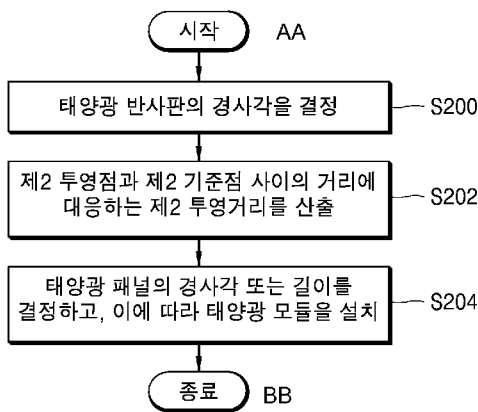 시작 AA
태양광 반사판의 경사각을 결정 S200
제2 투영점과 제2 기준점 사이의 거리에
대응하는 제2 투영거리를 산출 S202
태양광 패널의 경사각 또는 길이를
결정하고, 이에 따라 태양광 모듈을 설치 S204
종료 BB